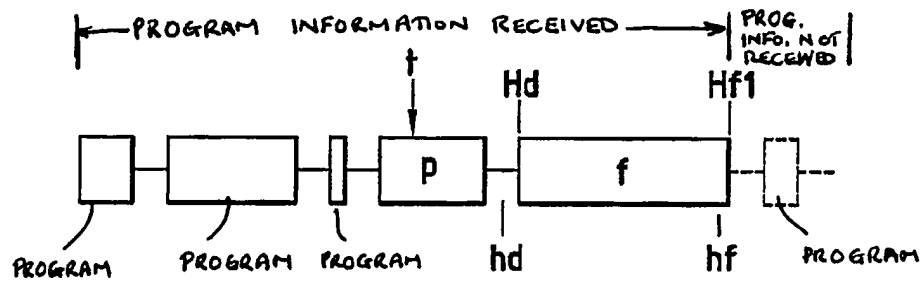 PROGRAM INFORMATION RECEIVED
PROG.
INFO. NOT
RECEIVED
t
Hd
Hf1
p
f
hd
hf
PROGRAM
PROGRAM
PROGRAM
PROGRAM